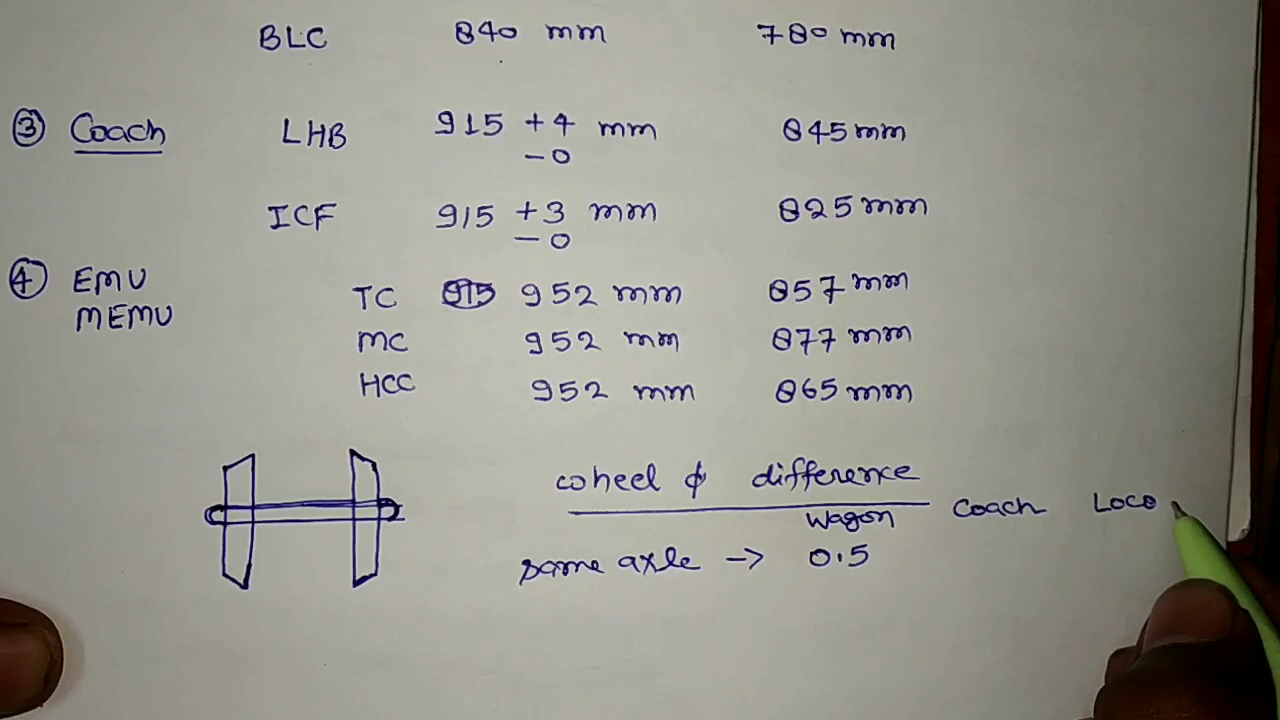 BLC 840 mm 780 mm
③ Coach LHB 915 +4 mm 845 mm
-0
ICF 915 +3 mm 825 mm
-0
④ EMU
MEMU
TC 952 mm 857 mm
MC 952 mm 877 mm
HCC 952 mm 865 mm
wheel ϕ difference
Wagon Coach Loco
same axle → 0.5